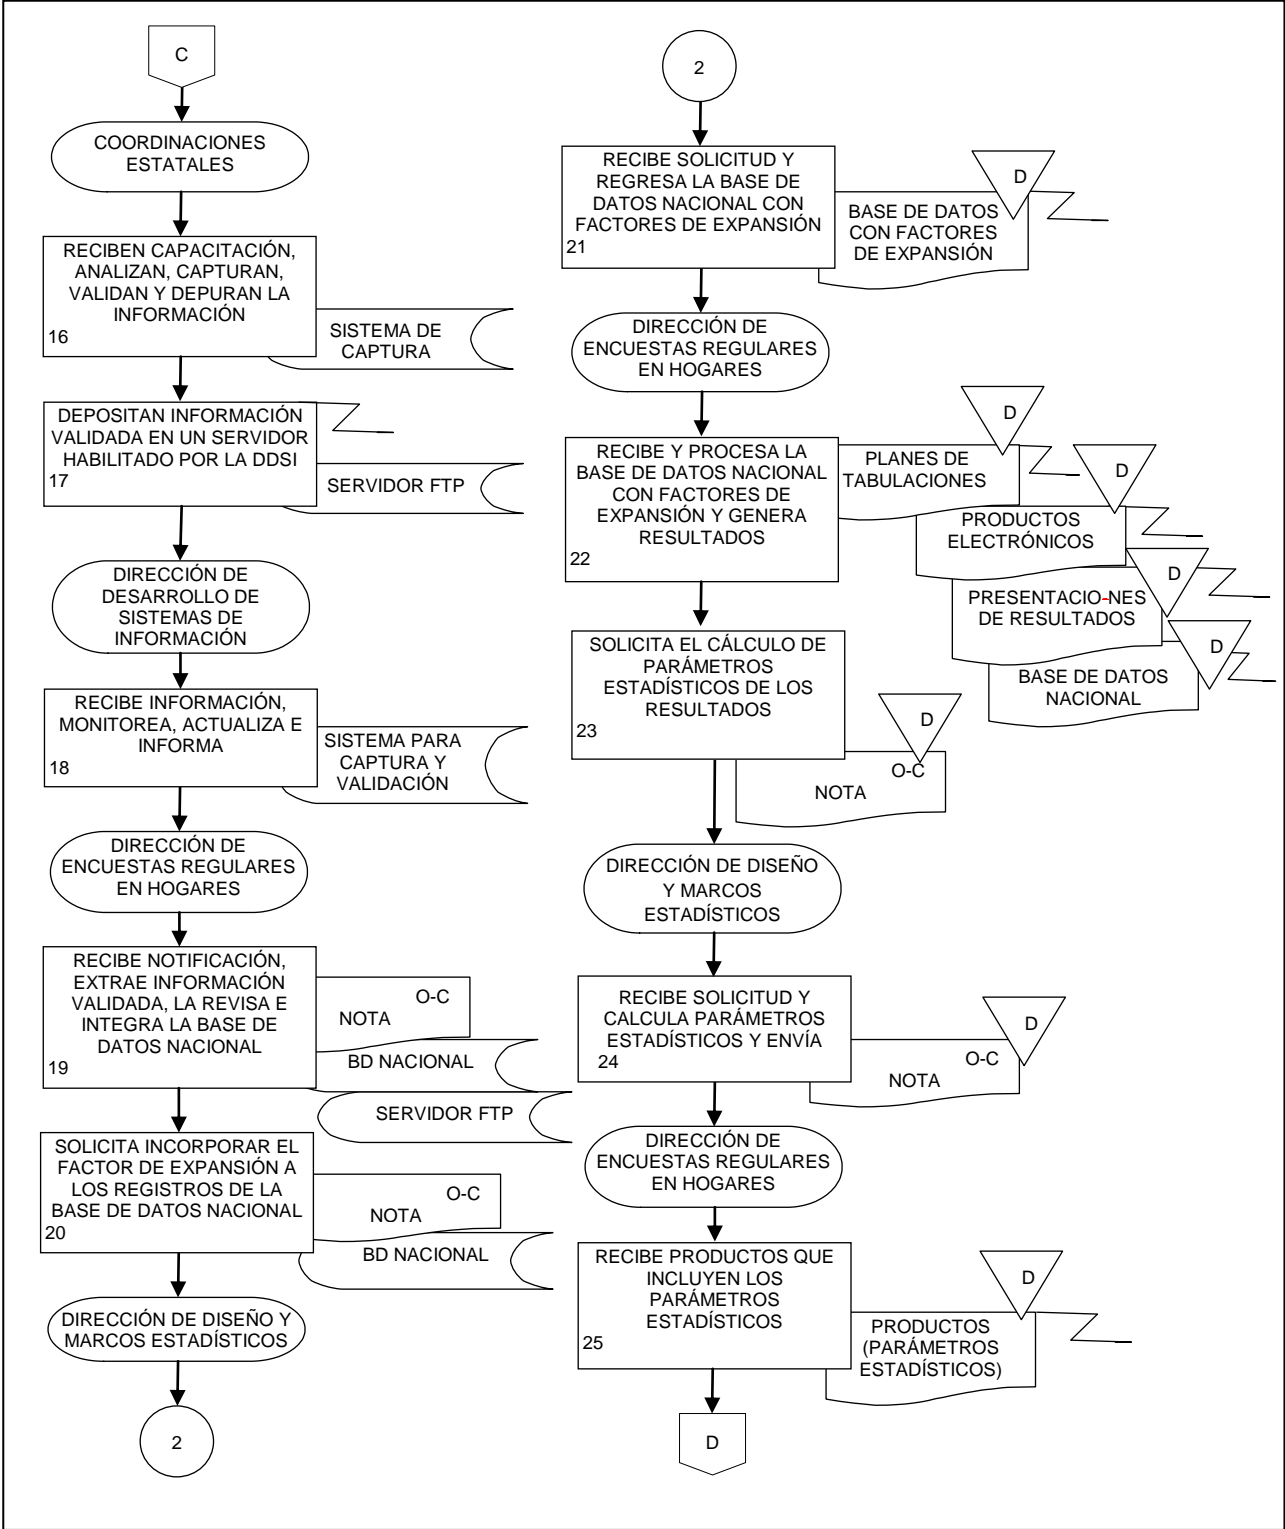 C
COORDINACIONES
ESTATALES
RECIBEN CAPACITACIÓN,
ANALIZAN, CAPTURAN,
VALIDAN Y DEPURAN LA
INFORMACIÓN
16
SISTEMA DE
CAPTURA
DEPOSITAN INFORMACIÓN
VALIDADA EN UN SERVIDOR
HABILITADO POR LA DDSI
17
SERVIDOR FTP
DIRECCIÓN DE
DESARROLLO DE
SISTEMAS DE
INFORMACIÓN
RECIBE INFORMACIÓN,
MONITOREA, ACTUALIZA E
INFORMA
18
SISTEMA PARA
CAPTURA Y
VALIDACIÓN
DIRECCIÓN DE
ENCUESTAS REGULARES
EN HOGARES
RECIBE NOTIFICACIÓN,
EXTRAE INFORMACIÓN
VALIDADA, LA REVISA E
INTEGRA LA BASE DE
DATOS NACIONAL
19
O-C
NOTA
BD NACIONAL
SERVIDOR FTP
SOLICITA INCORPORAR EL
FACTOR DE EXPANSIÓN A
LOS REGISTROS DE LA
BASE DE DATOS NACIONAL
20
O-C
NOTA
BD NACIONAL
DIRECCIÓN DE DISEÑO Y
MARCOS ESTADÍSTICOS
2
2
RECIBE SOLICITUD Y
REGRESA LA BASE DE
DATOS NACIONAL CON
FACTORES DE EXPANSIÓN
21
D
BASE DE DATOS
CON FACTORES
DE EXPANSIÓN
DIRECCIÓN DE
ENCUESTAS REGULARES
EN HOGARES
RECIBE Y PROCESA LA
BASE DE DATOS NACIONAL
CON FACTORES DE
EXPANSIÓN Y GENERA
RESULTADOS
22
D
PLANES DE
TABULACIONES
D
PRODUCTOS
ELECTRÓNICOS
D
PRESENTACIO-NES
DE RESULTADOS
D
BASE DE DATOS
NACIONAL
SOLICITA EL CÁLCULO DE
PARÁMETROS
ESTADÍSTICOS DE LOS
RESULTADOS
23
D
O-C
NOTA
DIRECCIÓN DE DISEÑO
Y MARCOS
ESTADÍSTICOS
RECIBE SOLICITUD Y
CALCULA PARÁMETROS
ESTADÍSTICOS Y ENVÍA
24
D
O-C
NOTA
DIRECCIÓN DE
ENCUESTAS REGULARES
EN HOGARES
RECIBE PRODUCTOS QUE
INCLUYEN LOS
PARÁMETROS
ESTADÍSTICOS
25
D
PRODUCTOS
(PARÁMETROS
ESTADÍSTICOS)
D